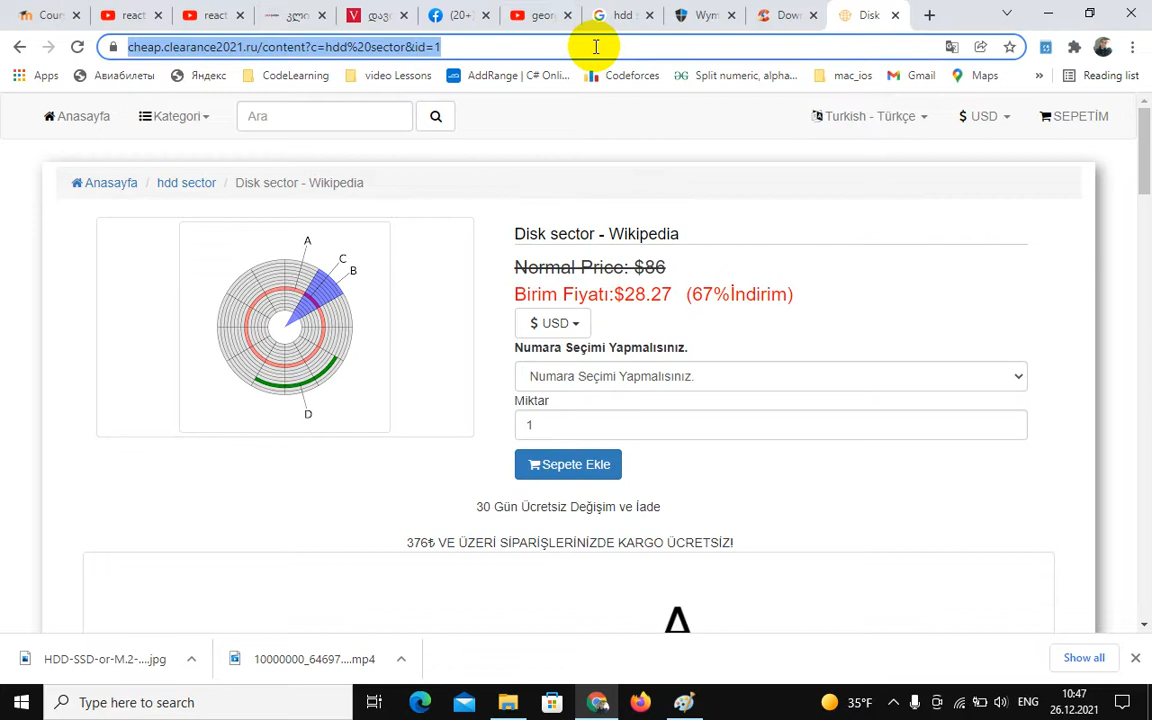 Cour
react
react
კლი
დავ
(20+
geor
hdd s
Wym
Down
Disk
cheap.clearance2021.ru/content?c=hdd%20sector&id=1
Apps
Авиабилеты
Яндекс
CodeLearning
video Lessons
AddRange | C# Onli...
Codeforces
Split numeric, alpha...
mac_ios
Gmail
Maps
»
Reading list
Anasayfa
Kategori
Ara
Turkish - Türkçe
$ USD
SEPETİM
Anasayfa / hdd sector / Disk sector - Wikipedia
A
C
B
D
Disk sector - Wikipedia
Normal Price: $86
Birim Fiyatı:$28.27 (67%İndirim)
$ USD
Numara Seçimi Yapmalısınız.
Numara Seçimi Yapmalısınız.
Miktar
1
Sepete Ekle
30 Gün Ücretsiz Değişim ve İade
376₺ VE ÜZERİ SİPARİŞLERİNİZDE KARGO ÜCRETSİZ!
A
HDD-SSD-or-M.2-....jpg
10000000_64697....mp4
Show all
Type here to search
35°F
ENG
10:47
26.12.2021